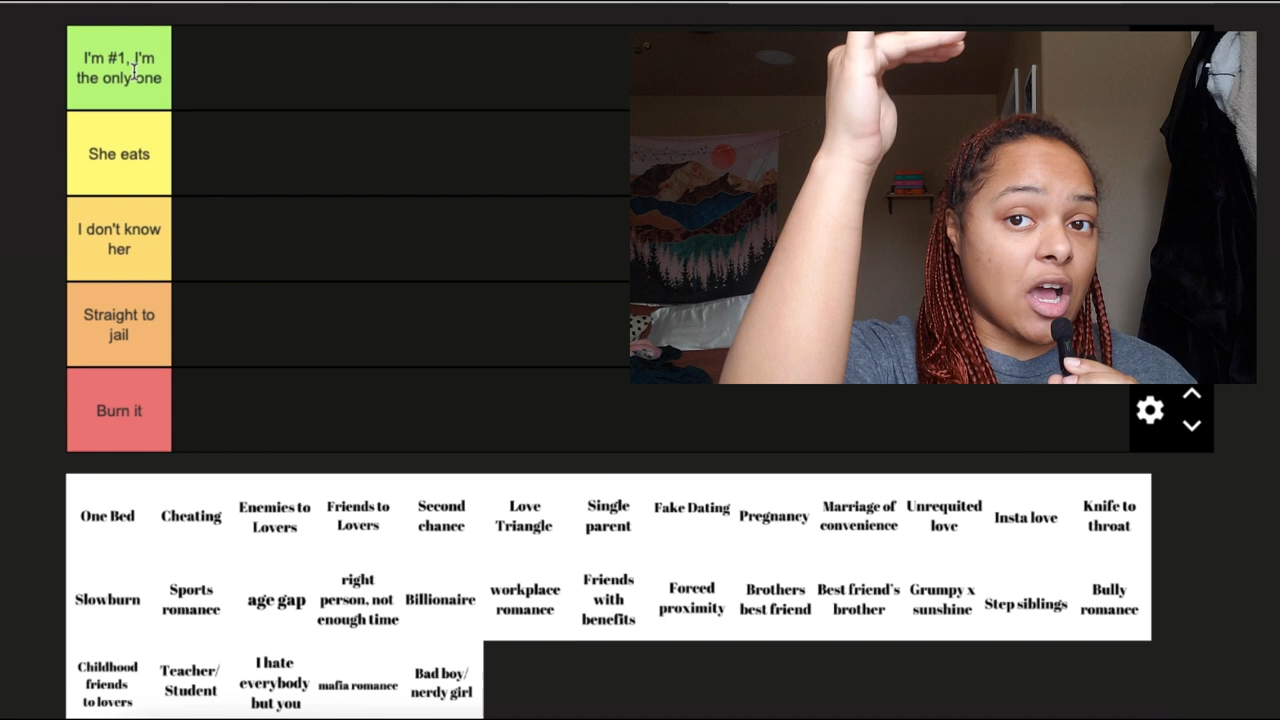 I'm #1, I'm
the only one
She eats
I don't know
her
Straight to
jail
Burn it
One Bed
Cheating
Enemies to
Lovers
Friends to
Lovers
Second
chance
Love
Triangle
Single
parent
Fake Dating
Pregnancy
Marriage of
convenience
Unrequited
love
Insta love
Knife to
throat
Slowburn
Sports
romance
age gap
right
person, not
enough time
Billionaire
workplace
romance
Friends
with
benefits
Forced
proximity
Brothers
best friend
Best friend's
brother
Grumpy x
sunshine
Step siblings
Bully
romance
Childhood
friends
to lovers
Teacher/
Student
I hate
everybody
but you
mafia romance
Bad boy/
nerdy girl